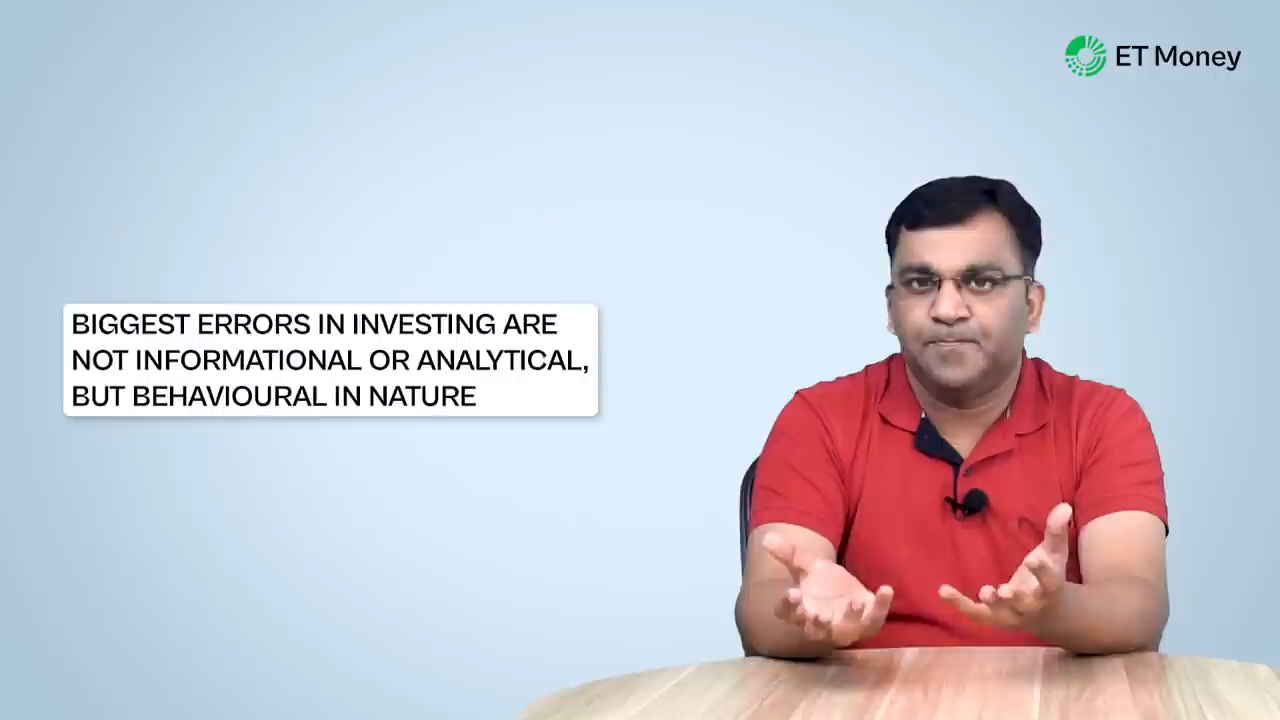 ET Money
BIGGEST ERRORS IN INVESTING ARE
NOT INFORMATIONAL OR ANALYTICAL,
BUT BEHAVIOURAL IN NATURE